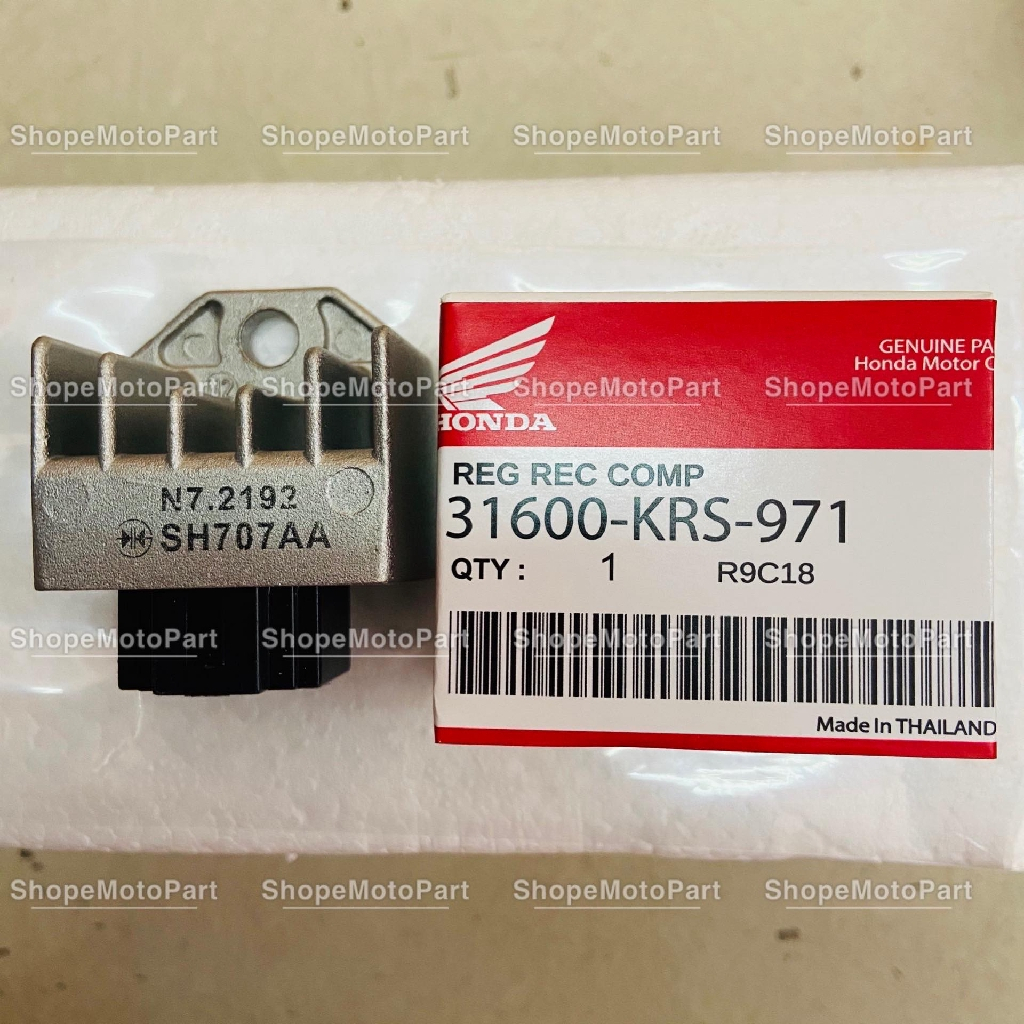 ShopeMotoPart ShopeMotoPart ShopeMotoPart ShopeMotoPart
GENUINE PA
Honda Motor C
HONDA
ShopeMotoPart ShopeMotoPart ShopeMotoPart ShopeMotoPart
REG REC COMP
31600-KRS-971
QTY : 1 R9C18
N7.2192
SH707AA
ShopeMotoPart ShopeMotoPart ShopeMotoPart ShopeMotoPart
Made In THAILAND
ShopeMotoPart ShopeMotoPart ShopeMotoPart ShopeMotoPart